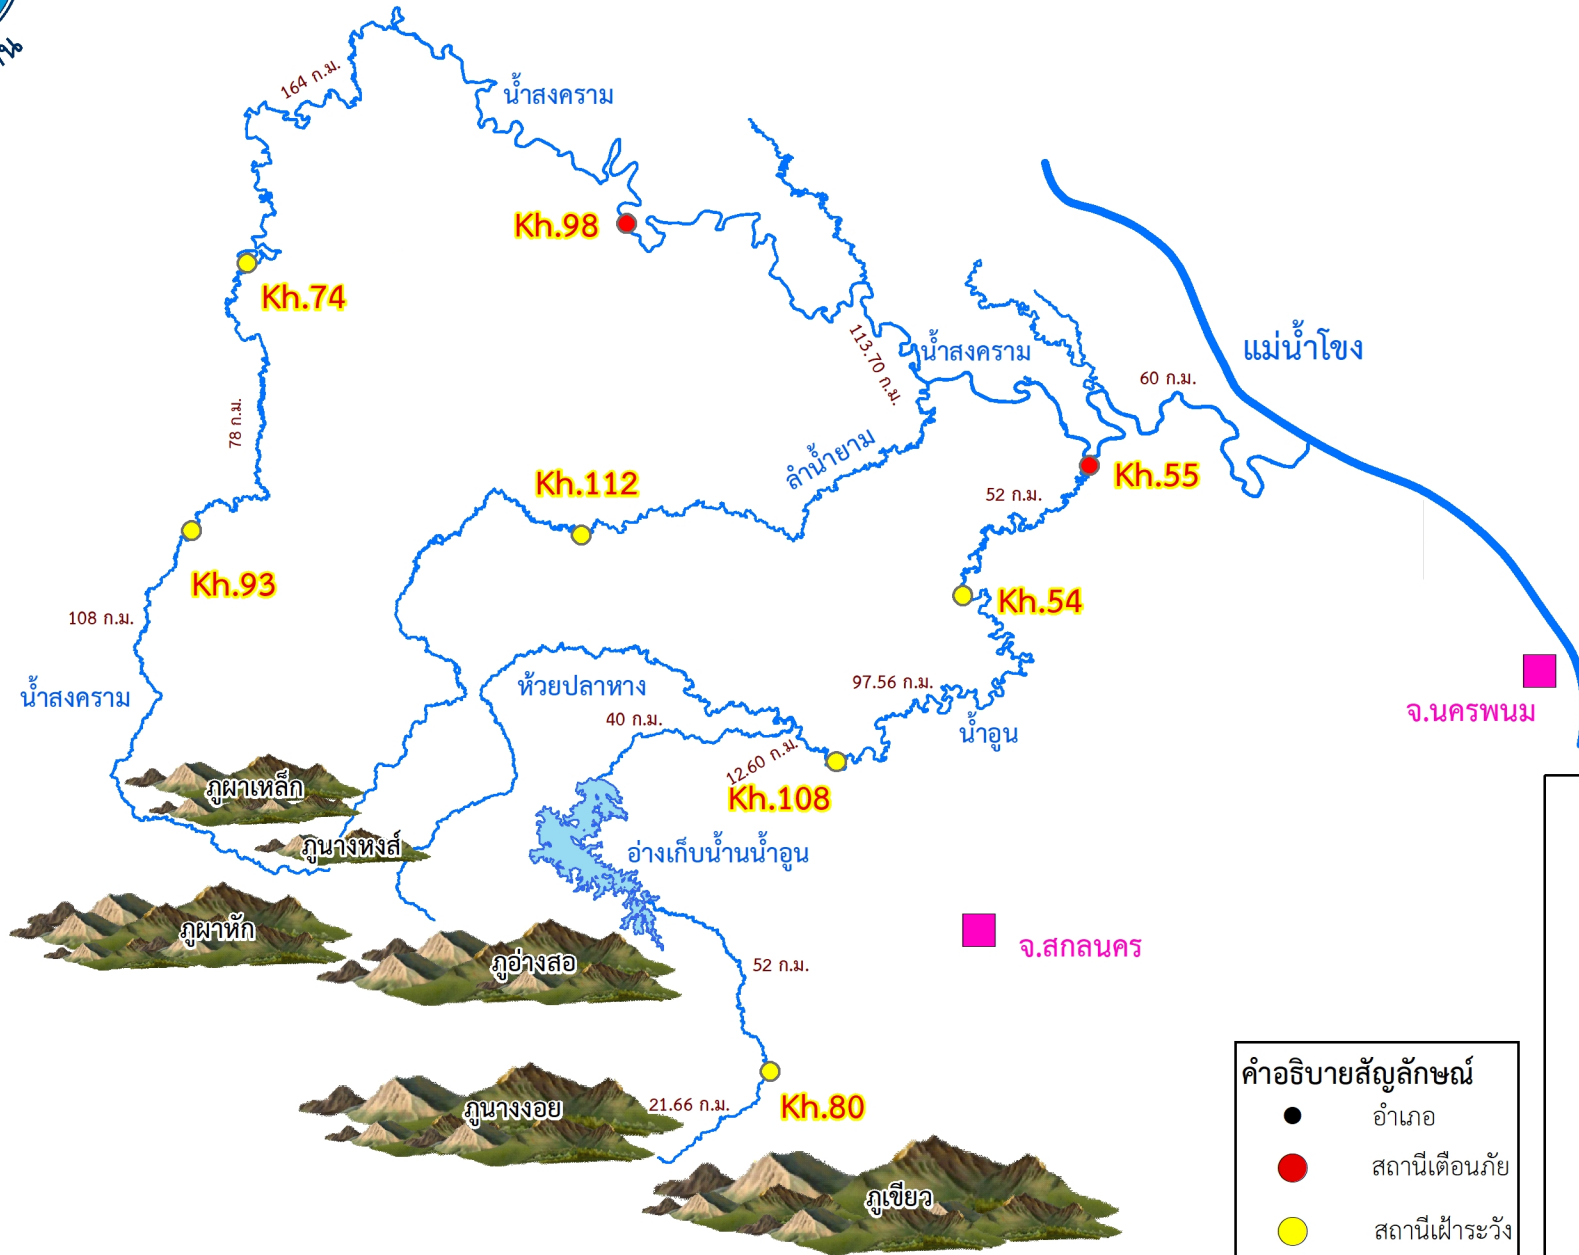 164 ก.ม.
น้ำสงคราม
Kh.98
Kh.74
แม่น้ำโขง
113.70 ก.ม.
น้ำสงคราม
60 ก.ม.
78 ก.ม.
ลำน้ำยาม
Kh.112
Kh.55
52 ก.ม.
Kh.93
Kh.54
108 ก.ม.
น้ำสงคราม
ห้วยปลาหาง
97.56 ก.ม.
40 ก.ม.
น้ำอูน
จ.นครพนม
12.60 ก.ม.
Kh.108
ภูผาเหล็ก
ภูนางหงส์
อ่างเก็บน้ำนน้ำอูน
ภูผาหัก
ภูอ่างสอ
จ.สกลนคร
52 ก.ม.
ภูนางงอย
21.66 ก.ม.
Kh.80
ภูเขียว
คำอธิบายสัญลักษณ์
อำเภอ
สถานีเตือนภัย
สถานีเฝ้าระวัง